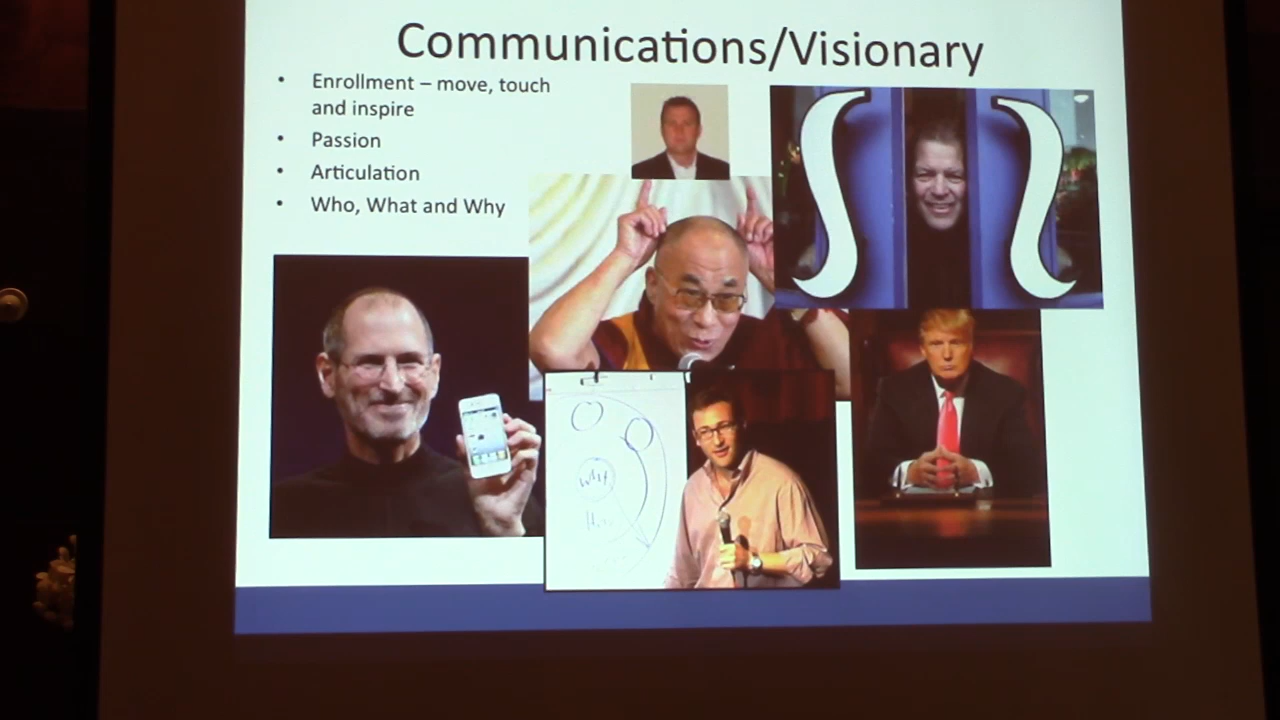 Communications/Visionary
• Enrollment – move, touch
and inspire
• Passion
• Articulation
• Who, What and Why